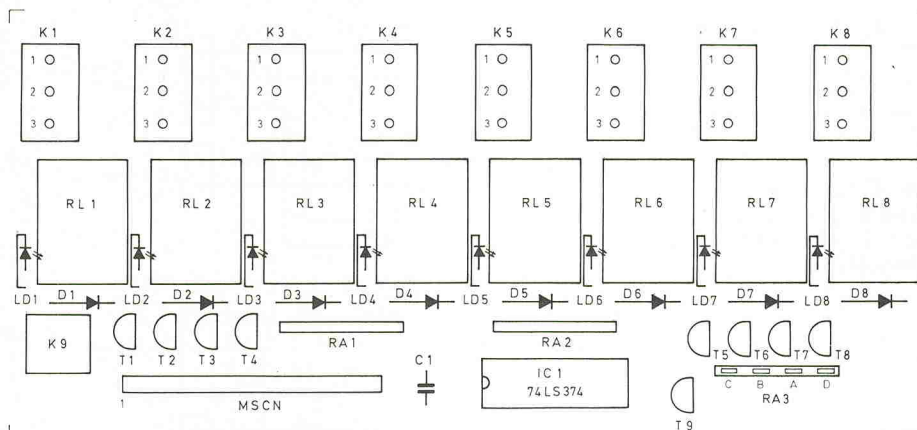 K1 K2 K3 K4 K5 K6 K7 K8
1 1 1 1 1 1 1 1
2 2 2 2 2 2 2 2
3 3 3 3 3 3 3 3
RL1 RL2 RL3 RL4 RL5 RL6 RL7 RL8
LD1 D1 LD2 D2 LD3 D3 LD4 D4 LD5 D5 LD6 D6 LD7 D7 LD8 D8
K9 T1 T2 T3 T4 RA1 RA2 T5 T6 T7 T8
C1 IC1 C B A D
1 MSCN 74LS374 RA3
T9